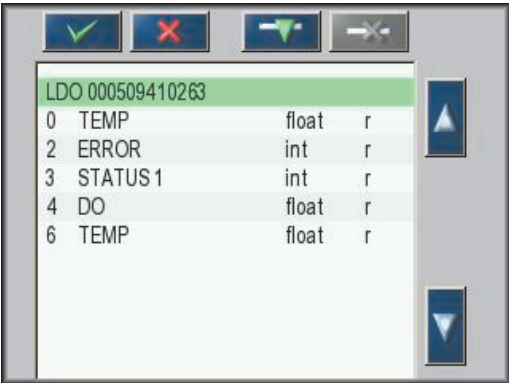 LDO 000509410263
0 TEMP float r
2 ERROR int r
3 STATUS 1 int r
4 DO float r
6 TEMP float r